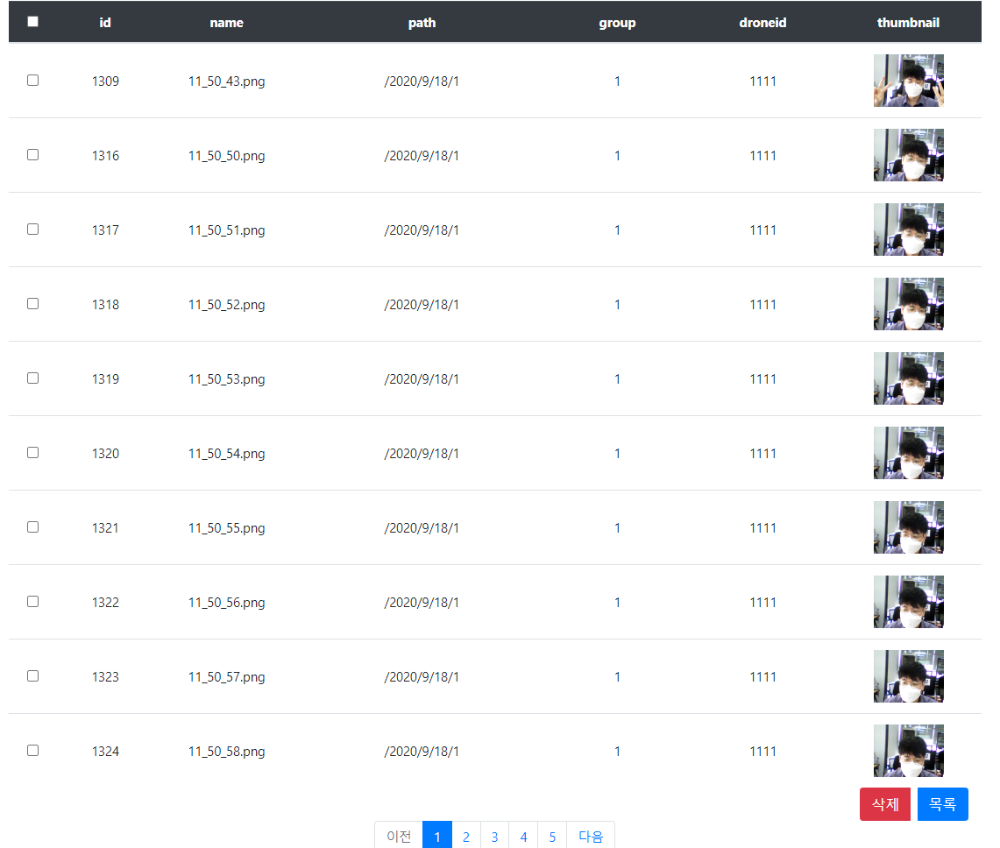 id name path group droneid thumbnail
1309 11_50_43.png /2020/9/18/1 1 1111
1316 11_50_50.png /2020/9/18/1 1 1111
1317 11_50_51.png /2020/9/18/1 1 1111
1318 11_50_52.png /2020/9/18/1 1 1111
1319 11_50_53.png /2020/9/18/1 1 1111
1320 11_50_54.png /2020/9/18/1 1 1111
1321 11_50_55.png /2020/9/18/1 1 1111
1322 11_50_56.png /2020/9/18/1 1 1111
1323 11_50_57.png /2020/9/18/1 1 1111
1324 11_50_58.png /2020/9/18/1 1 1111
삭제 목록
이전 1 2 3 4 5 다음